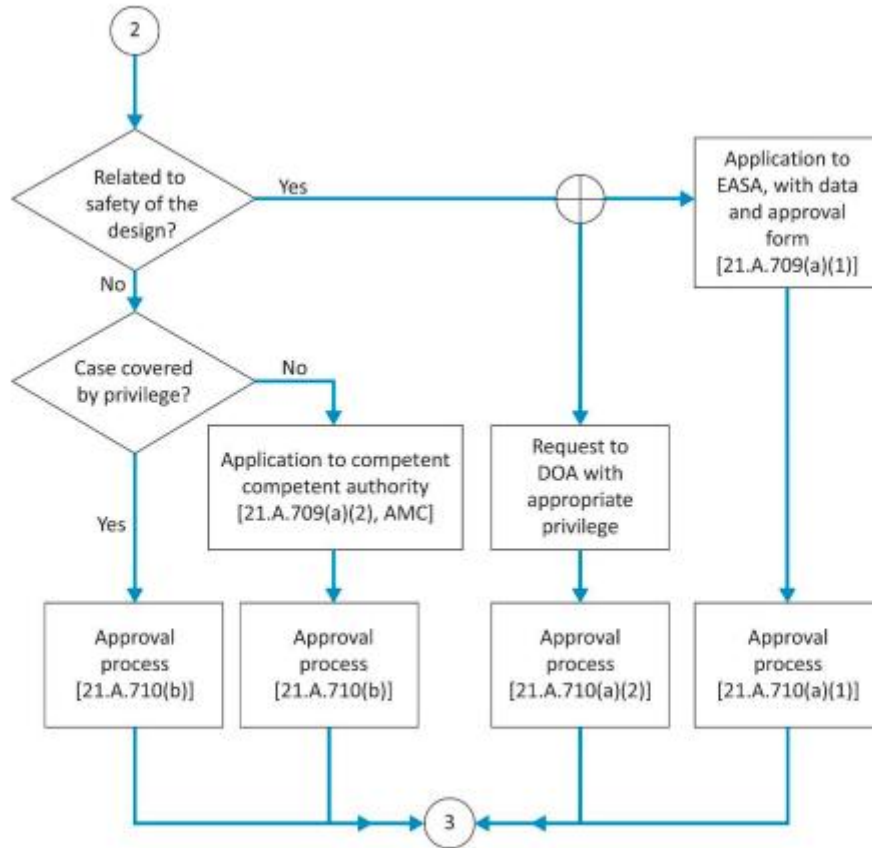 2
Related to
safety of the
design?
Yes
Application to
EASA, with data
and approval
form
[21.A.709(a)(1)]
No
Case covered
by privilege?
No
Application to competent
competent authority
[21.A.709(a)(2), AMC]
Request to
DOA with
appropriate
privilege
Yes
Approval
process
[21.A.710(b)]
Approval
process
[21.A.710(b)]
Approval
process
[21.A.710(a)(2)]
Approval
process
[21.A.710(a)(1)]
3